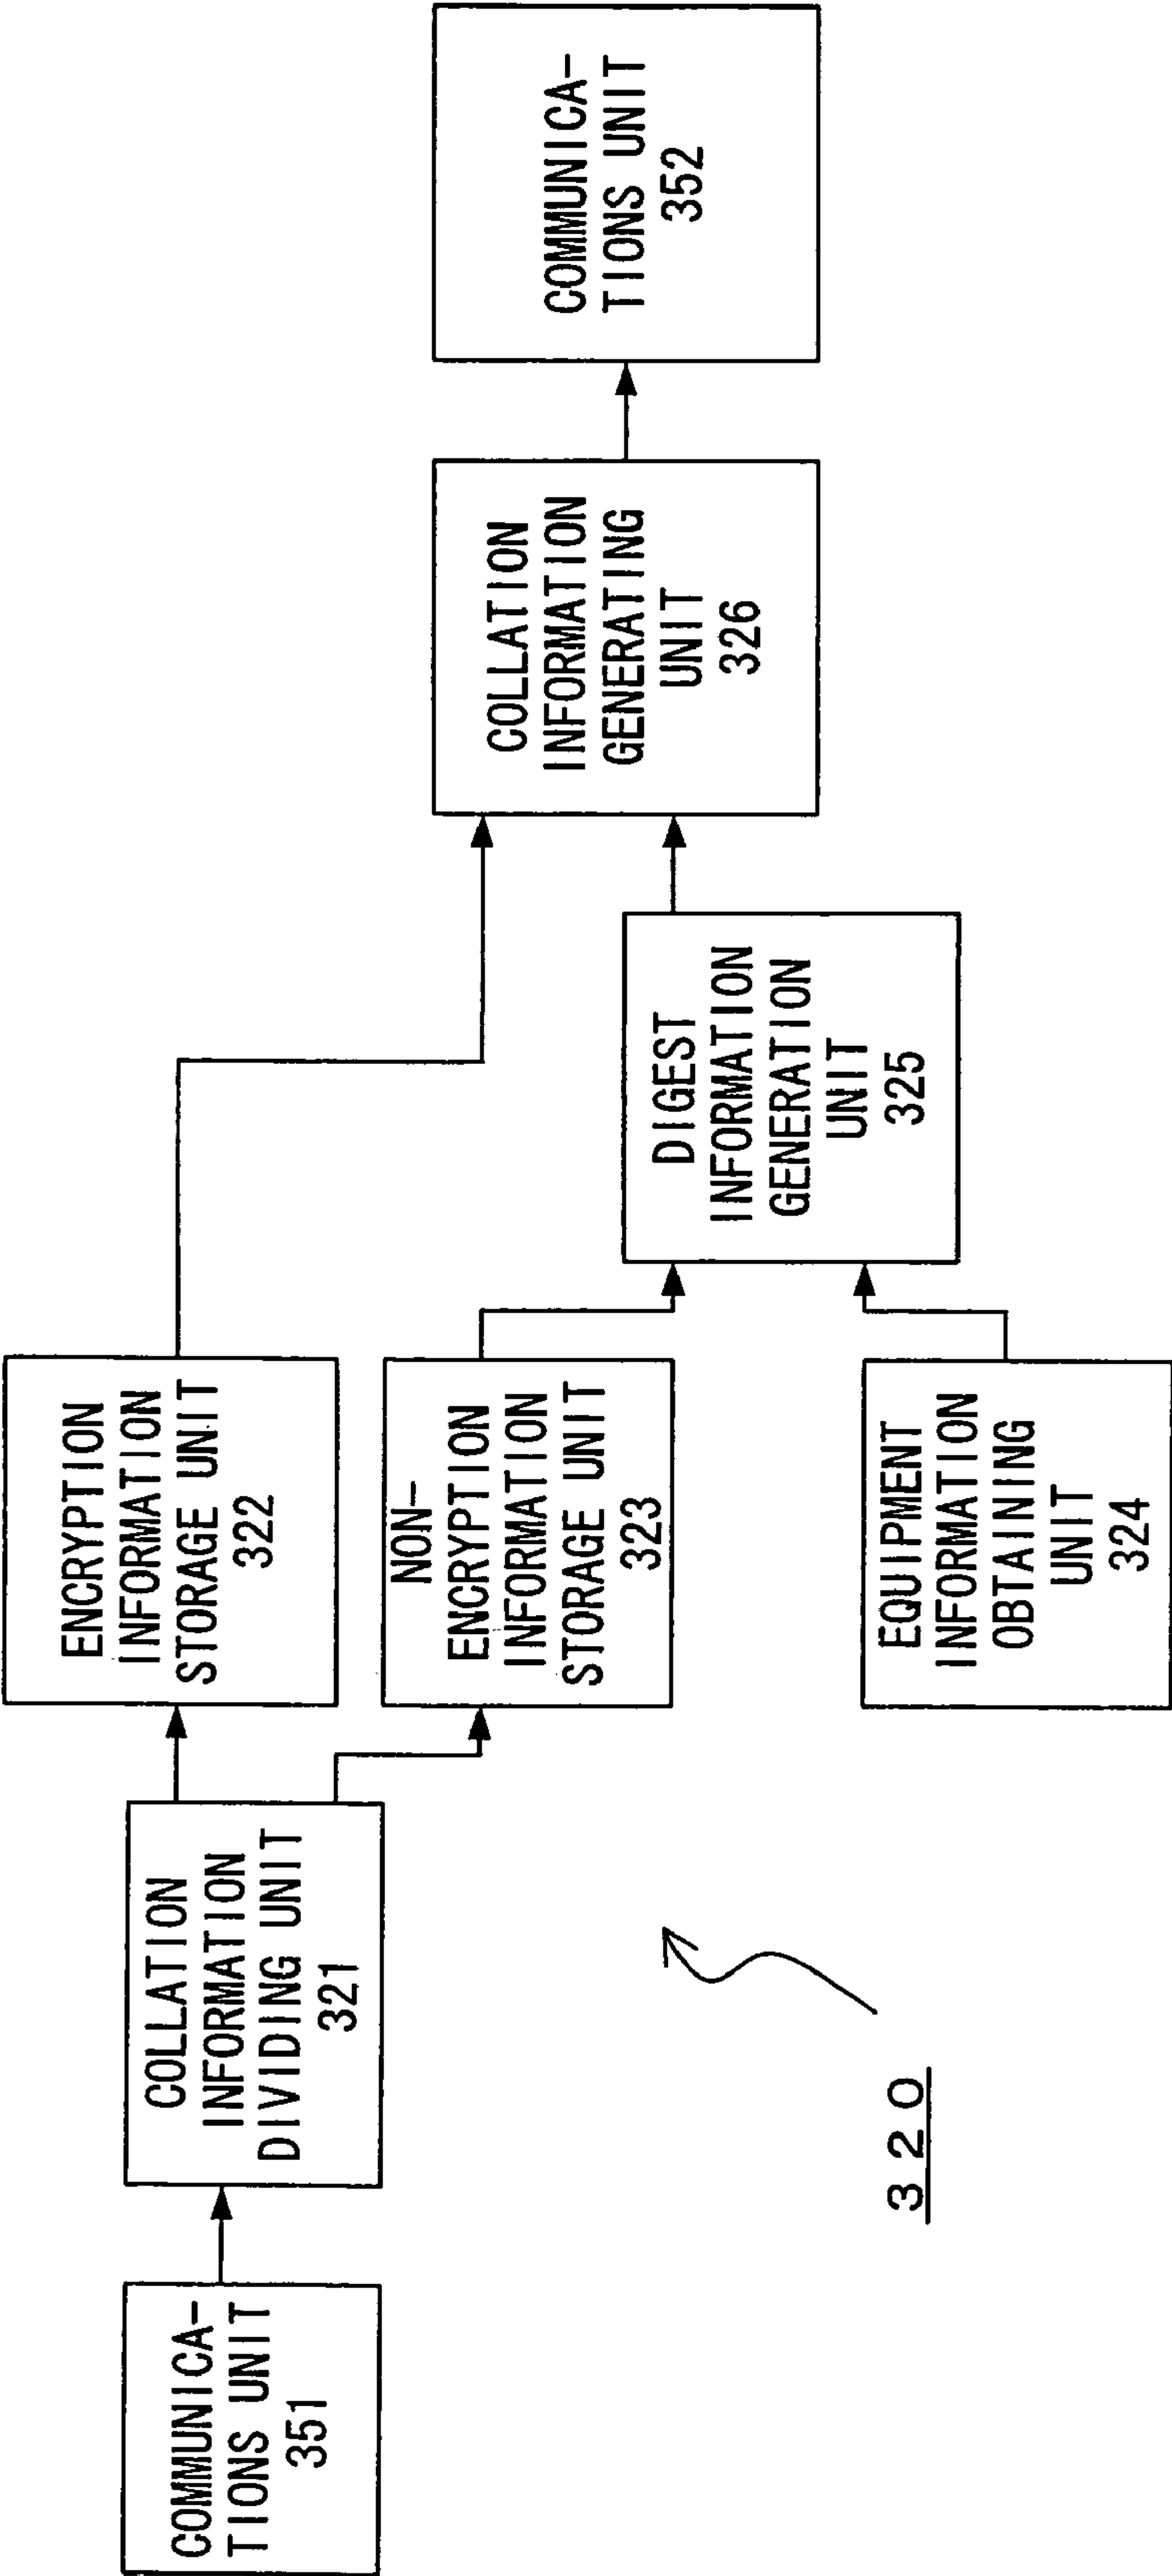 COMMUNICA-
TIONS UNIT
351
COLLATION
INFORMATION
DIVIDING UNIT
321
ENCRYPTION
INFORMATION
STORAGE UNIT
322
NON-
ENCRYPTION
INFORMATION
STORAGE UNIT
323
EQUIPMENT
INFORMATION
OBTAINING
UNIT
324
DIGEST
INFORMATION
GENERATION
UNIT
325
COLLATION
INFORMATION
GENERATING
UNIT
326
COMMUNICA-
TIONS UNIT
352
320